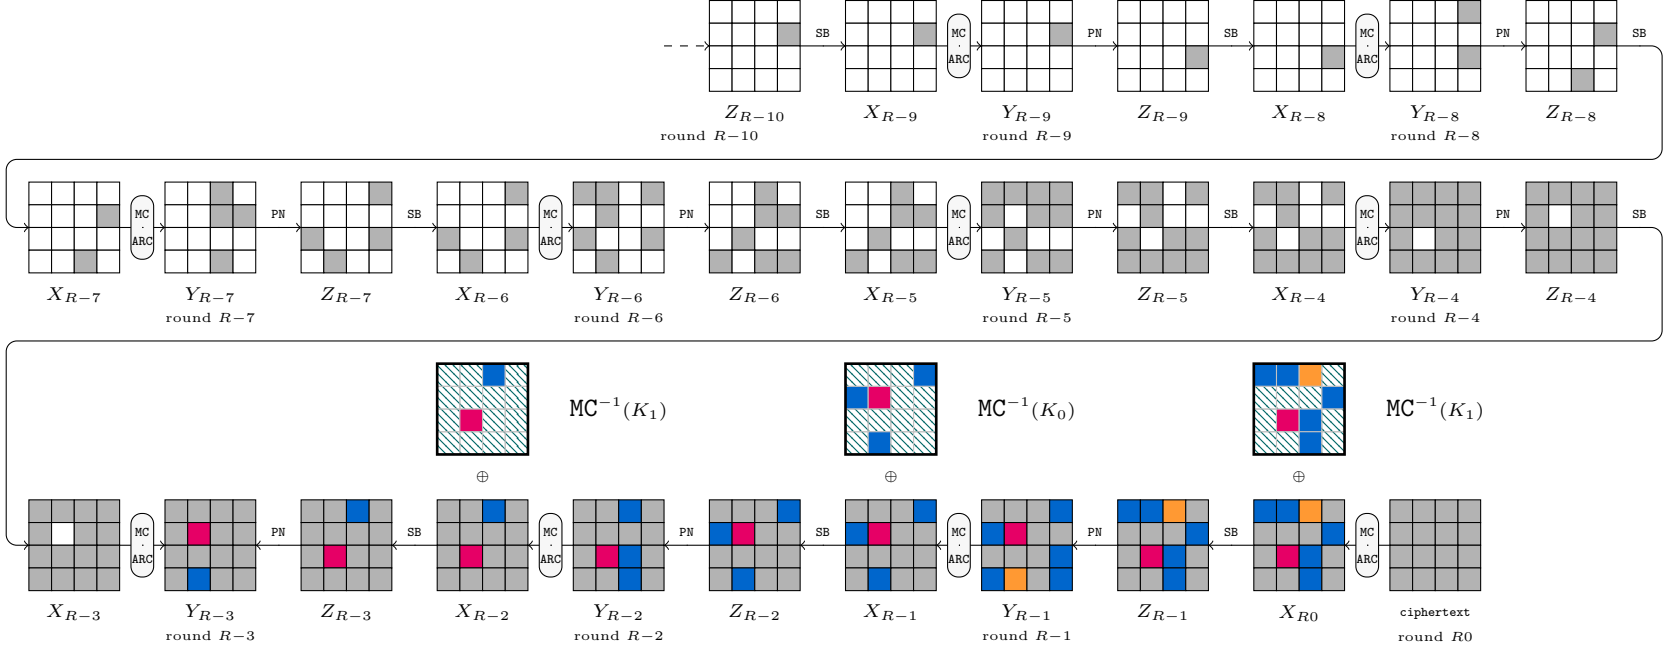 SB MC · ARC PN SB MC · ARC PN SB
Z_{R−10} X_{R−9} Y_{R−9} Z_{R−9} X_{R−8} Y_{R−8} Z_{R−8}
round R−10 round R−9 round R−8
MC · ARC PN SB MC · ARC PN SB MC · ARC PN SB MC · ARC PN SB
X_{R−7} Y_{R−7} Z_{R−7} X_{R−6} Y_{R−6} Z_{R−6} X_{R−5} Y_{R−5} Z_{R−5} X_{R−4} Y_{R−4} Z_{R−4}
round R−7 round R−6 round R−5 round R−4
MC^{−1}(K_1) MC^{−1}(K_0) MC^{−1}(K_1)
⊕ ⊕ ⊕
MC · ARC PN SB MC · ARC PN SB MC · ARC PN SB MC · ARC
X_{R−3} Y_{R−3} Z_{R−3} X_{R−2} Y_{R−2} Z_{R−2} X_{R−1} Y_{R−1} Z_{R−1} X_{R0} ciphertext
round R−3 round R−2 round R−1 round R0